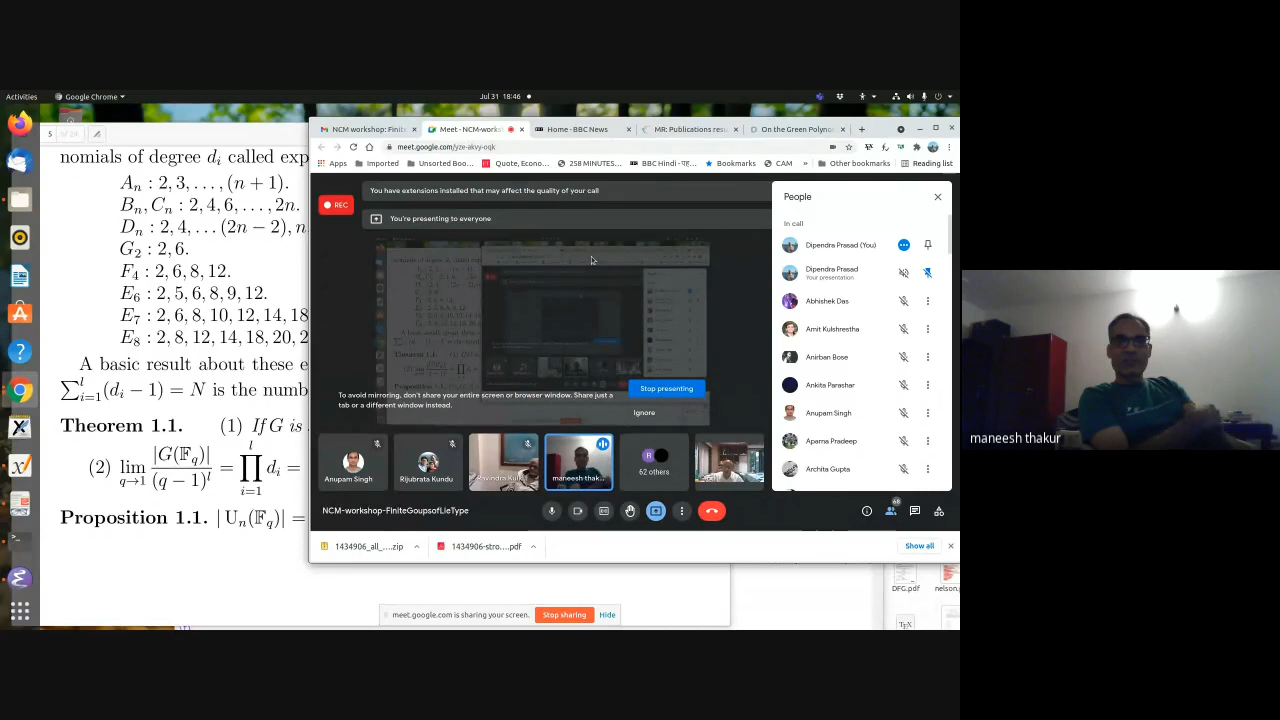 Activities
Google Chrome
Jul 31 18:46
5 of 24
nomials of degree d_i called exp
A_n : 2, 3, . . . , (n + 1).
B_n, C_n : 2, 4, 6, . . . , 2n.
D_n : 2, 4, . . . (2n − 2), n.
G_2 : 2, 6.
F_4 : 2, 6, 8, 12.
E_6 : 2, 5, 6, 8, 9, 12.
E_7 : 2, 6, 8, 10, 12, 14, 18
E_8 : 2, 8, 12, 14, 18, 20, 2
A basic result about these e
∑_{i=1}^{l}(d_i − 1) = N is the numb
Theorem 1.1. (1) If G is
(2) lim_{q→1} |G(𝔽_q)| / (q − 1)^l = ∏_{i=1}^{l} d_i =
Proposition 1.1. | U_n(𝔽_q)| =
NCM workshop: Finite
Meet - NCM-works
Home - BBC News
MR: Publications resu
On the Green Polyno
meet.google.com/yze-akvy-oqk
Apps
Imported
Unsorted Boo...
Quote, Econo...
258 MINUTES...
BBC Hindi - 
Bookmarks
CAM
Other bookmarks
Reading list
You have extensions installed that may affect the quality of your call
REC
You're presenting to everyone
To avoid mirroring, don't share your entire screen or browser window. Share just a
tab or a different window instead.
Stop presenting
Ignore
Anupam Singh
Rijubrata Kundu
Ravindra Kulk...
maneesh thak...
R
62 others
NCM-workshop-FiniteGoupsofLieType
68
People
In call
Dipendra Prasad (You)
Dipendra Prasad
Your presentation
Abhishek Das
Amit Kulshrestha
Anirban Bose
Ankita Parashar
Anupam Singh
Aparna Pradeep
Archita Gupta
1434906_all_....zip
1434906-stro....pdf
Show all
meet.google.com is sharing your screen.
Stop sharing
Hide
DFG.pdf
nelson.
maneesh thakur